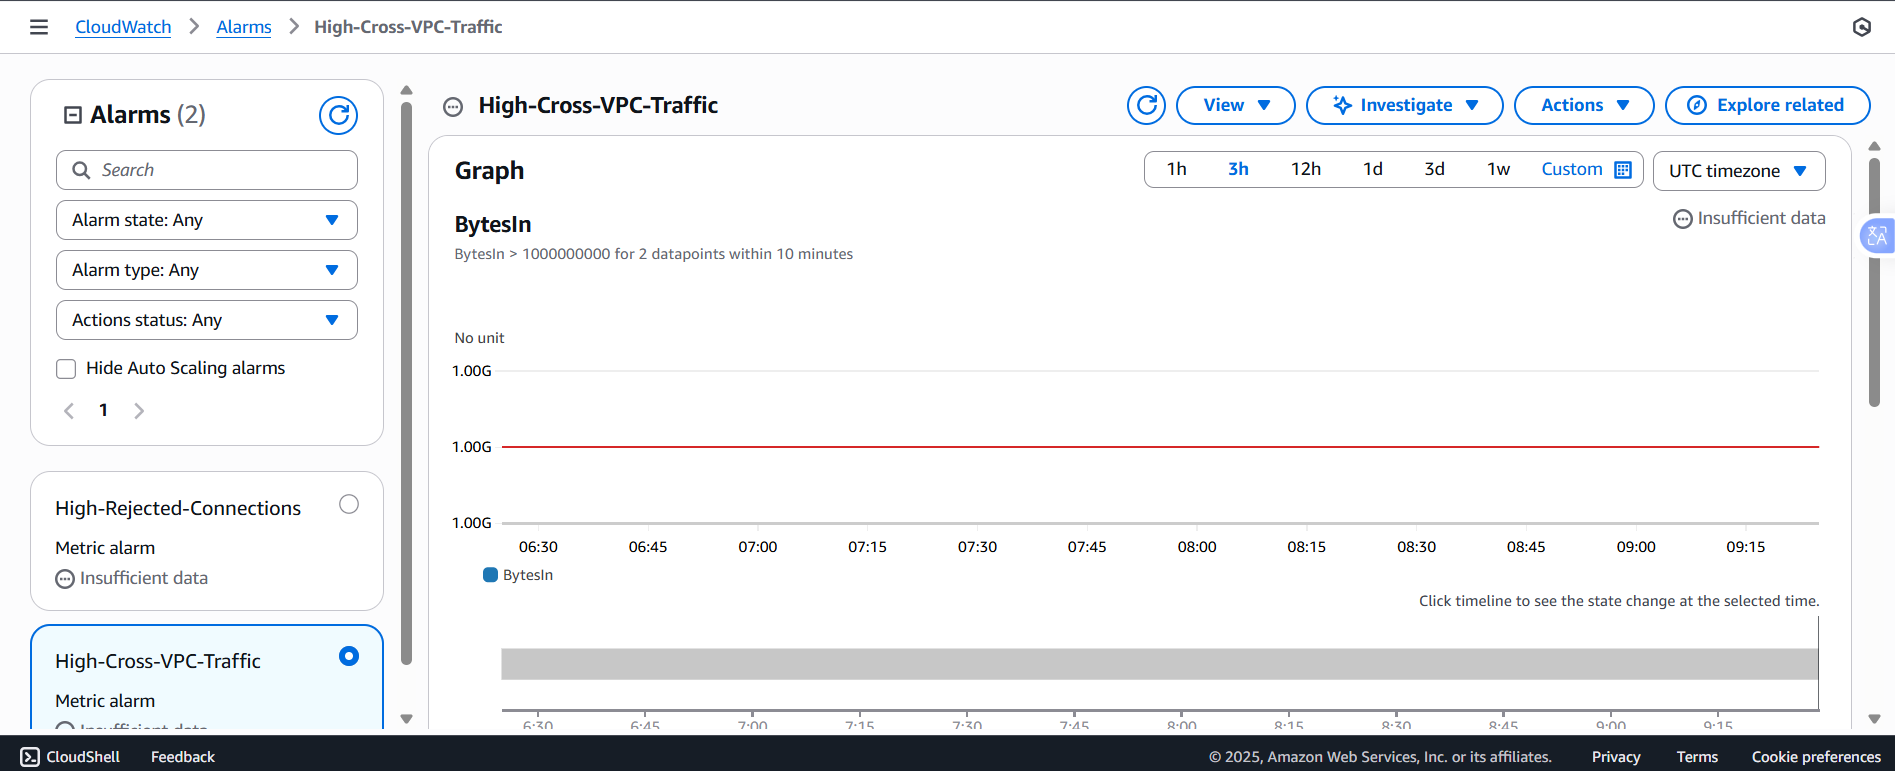 CloudWatch > Alarms > High-Cross-VPC-Traffic
Alarms (2)
Search
Alarm state: Any
Alarm type: Any
Actions status: Any
Hide Auto Scaling alarms
1
High-Rejected-Connections
Metric alarm
Insufficient data
High-Cross-VPC-Traffic
Metric alarm
Insufficient data
High-Cross-VPC-Traffic
View
Investigate
Actions
Explore related
Graph
1h 3h 12h 1d 3d 1w Custom
UTC timezone
BytesIn
Insufficient data
BytesIn > 1000000000 for 2 datapoints within 10 minutes
No unit
1.00G
1.00G
1.00G
06:30 06:45 07:00 07:15 07:30 07:45 08:00 08:15 08:30 08:45 09:00 09:15
BytesIn
Click timeline to see the state change at the selected time.
6:30 6:45 7:00 7:15 7:30 7:45 8:00 8:15 8:30 8:45 9:00 9:15
CloudShell Feedback © 2025, Amazon Web Services, Inc. or its affiliates. Privacy Terms Cookie preferences